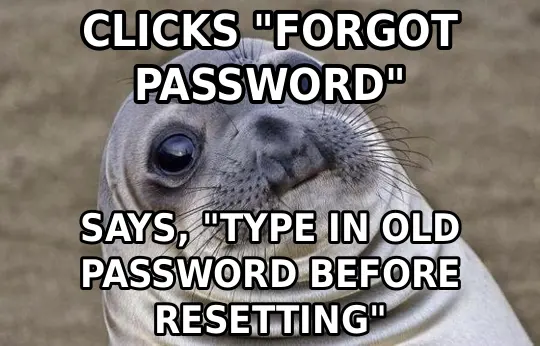 CLICKS "FORGOT
PASSWORD"
SAYS, "TYPE IN OLD
PASSWORD BEFORE
RESETTING"